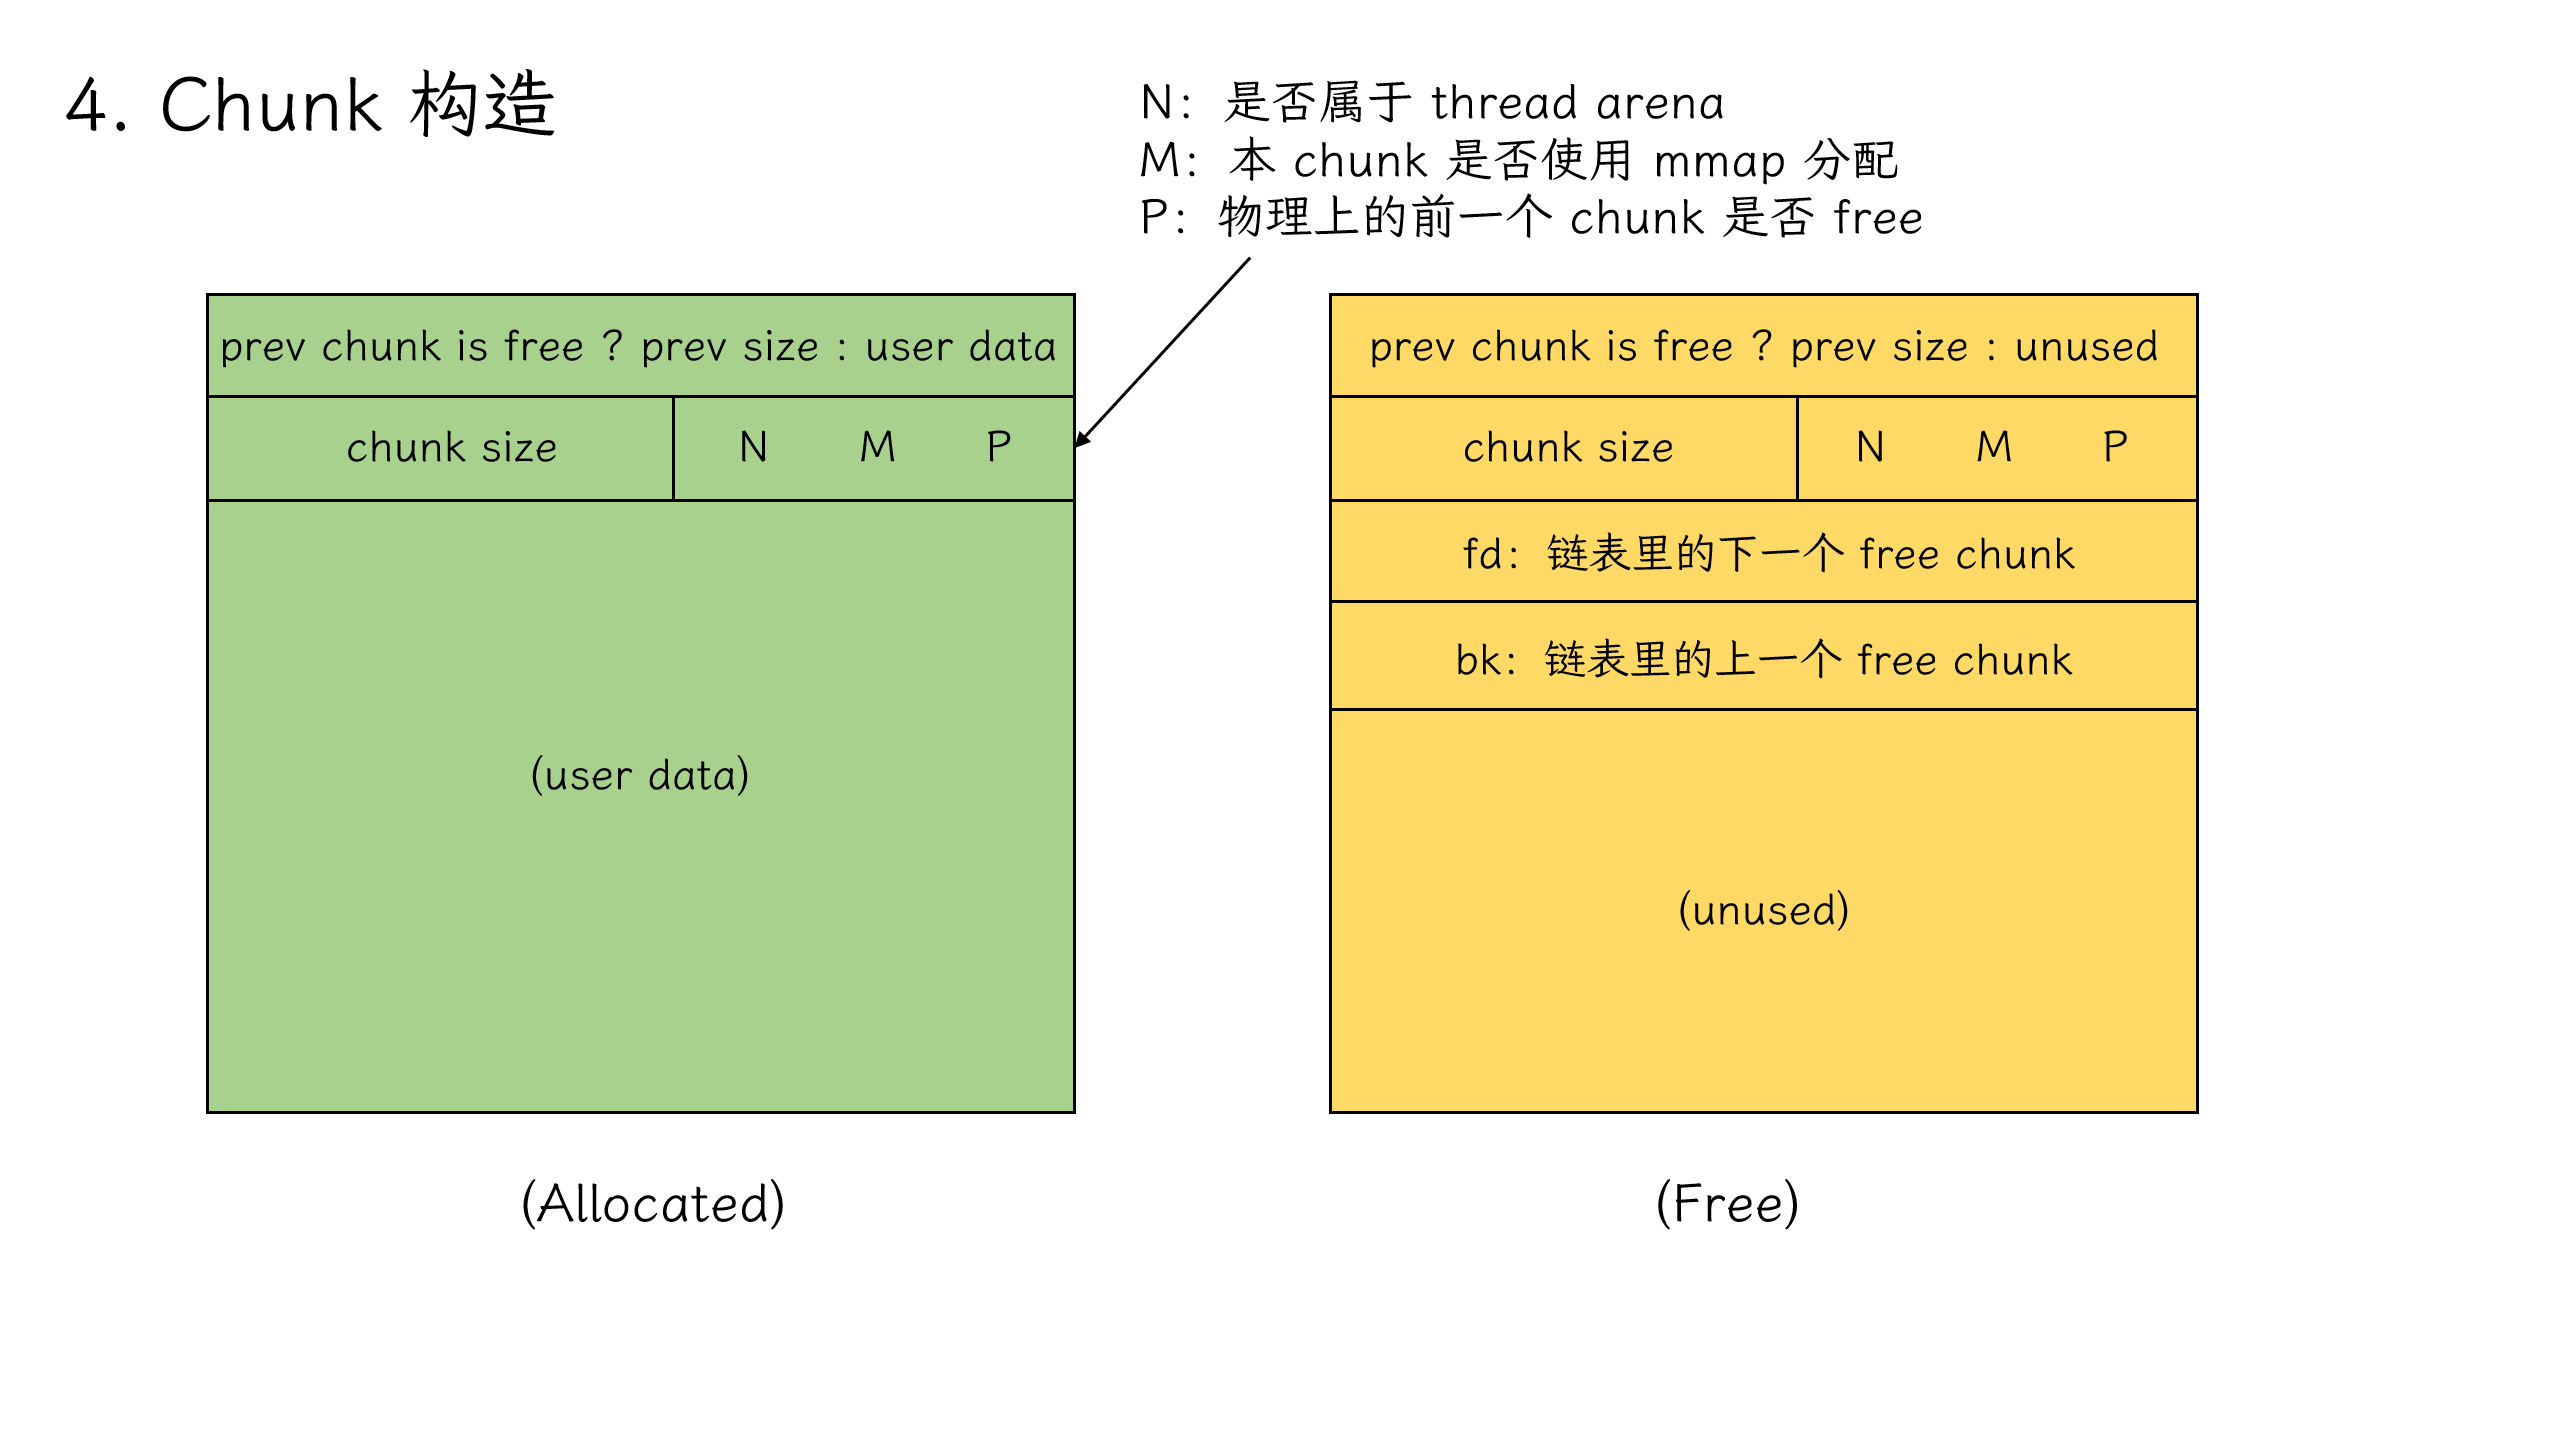 4. Chunk 构造
N：是否属于 thread arena
M：本 chunk 是否使用 mmap 分配
P：物理上的前一个 chunk 是否 free
prev chunk is free ? prev size : user data
chunk size N M P
(user data)
(Allocated)
prev chunk is free ? prev size : unused
chunk size N M P
fd：链表里的下一个 free chunk
bk：链表里的上一个 free chunk
(unused)
(Free)